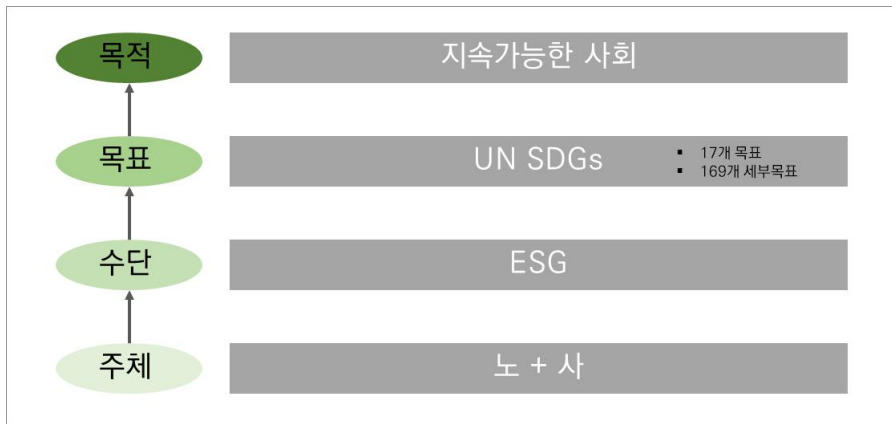 목적
지속가능한 사회
목표
UN SDGs
▪ 17개 목표
▪ 169개 세부목표
수단
ESG
주체
노 + 사